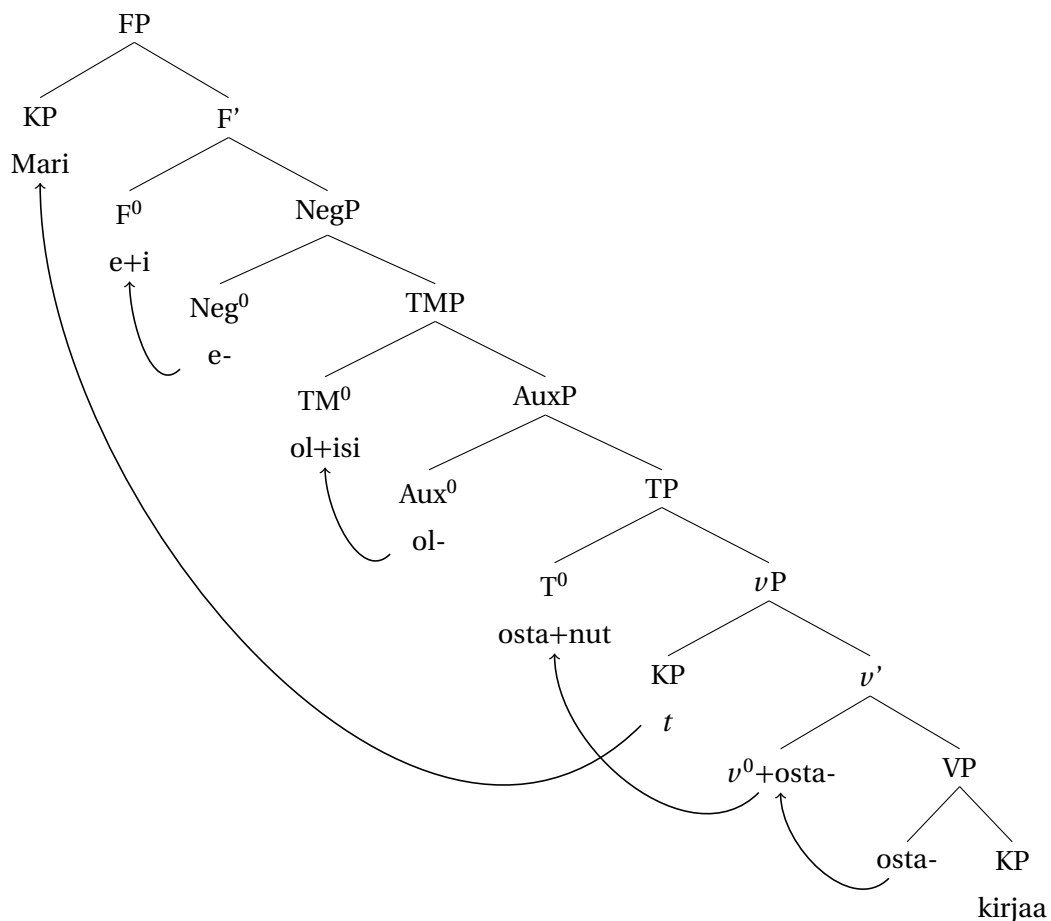 FP
KP F’
Mari
F⁰ NegP
e+i
Neg⁰ TMP
e-
TM⁰ AuxP
ol+isi
Aux⁰ TP
ol-
T⁰ vP
osta+nut
KP v’
t
v⁰+osta- VP
osta- KP
kirjaa